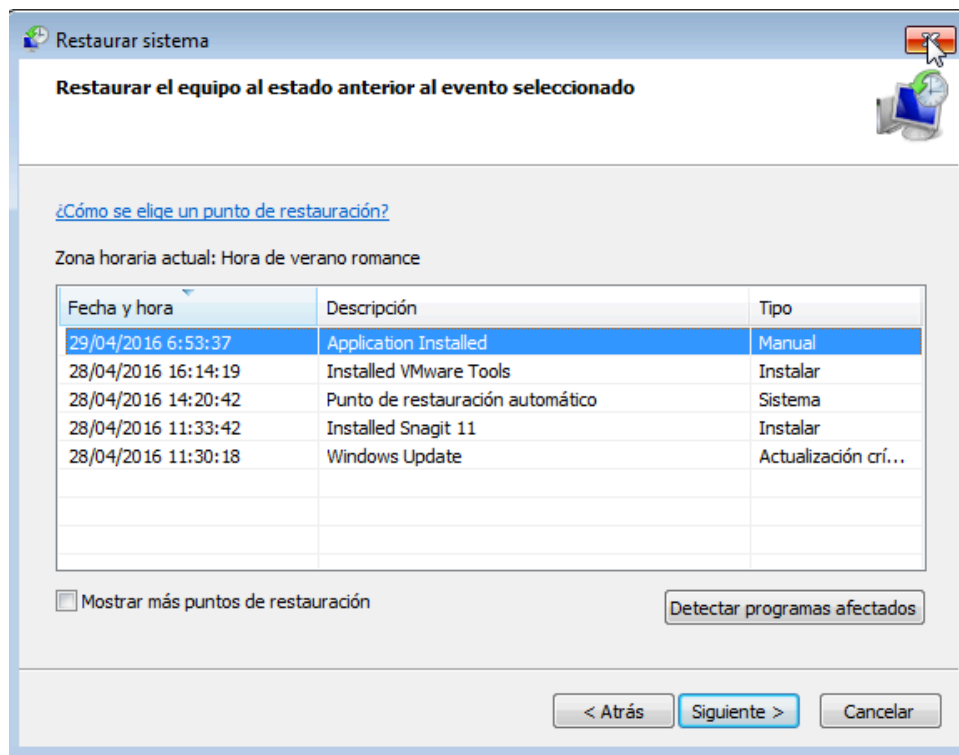 Restaurar sistema
Restaurar el equipo al estado anterior al evento seleccionado
¿Cómo se elige un punto de restauración?
Zona horaria actual: Hora de verano romance
Fecha y hora Descripción Tipo
29/04/2016 6:53:37 Application Installed Manual
28/04/2016 16:14:19 Installed VMware Tools Instalar
28/04/2016 14:20:42 Punto de restauración automático Sistema
28/04/2016 11:33:42 Installed Snagit 11 Instalar
28/04/2016 11:30:18 Windows Update Actualización crí...
Mostrar más puntos de restauración Detectar programas afectados
< Atrás Siguiente > Cancelar